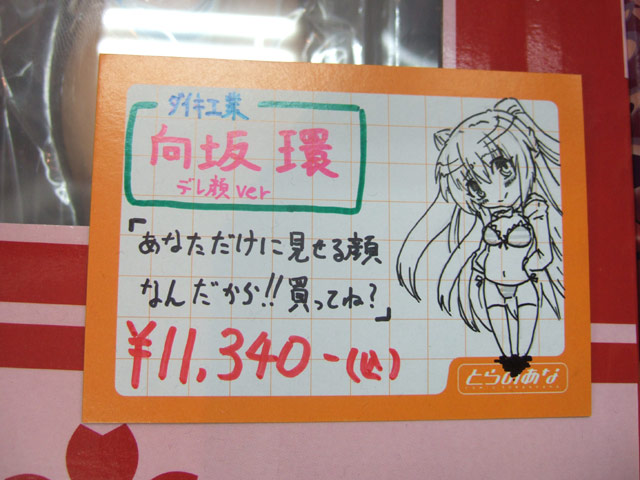 ダイキ工業
向坂 環
デレ顔ver
「あなただけに見せる顔
なんだから!!買ってね?」
¥11,340-(込)
とらのあな